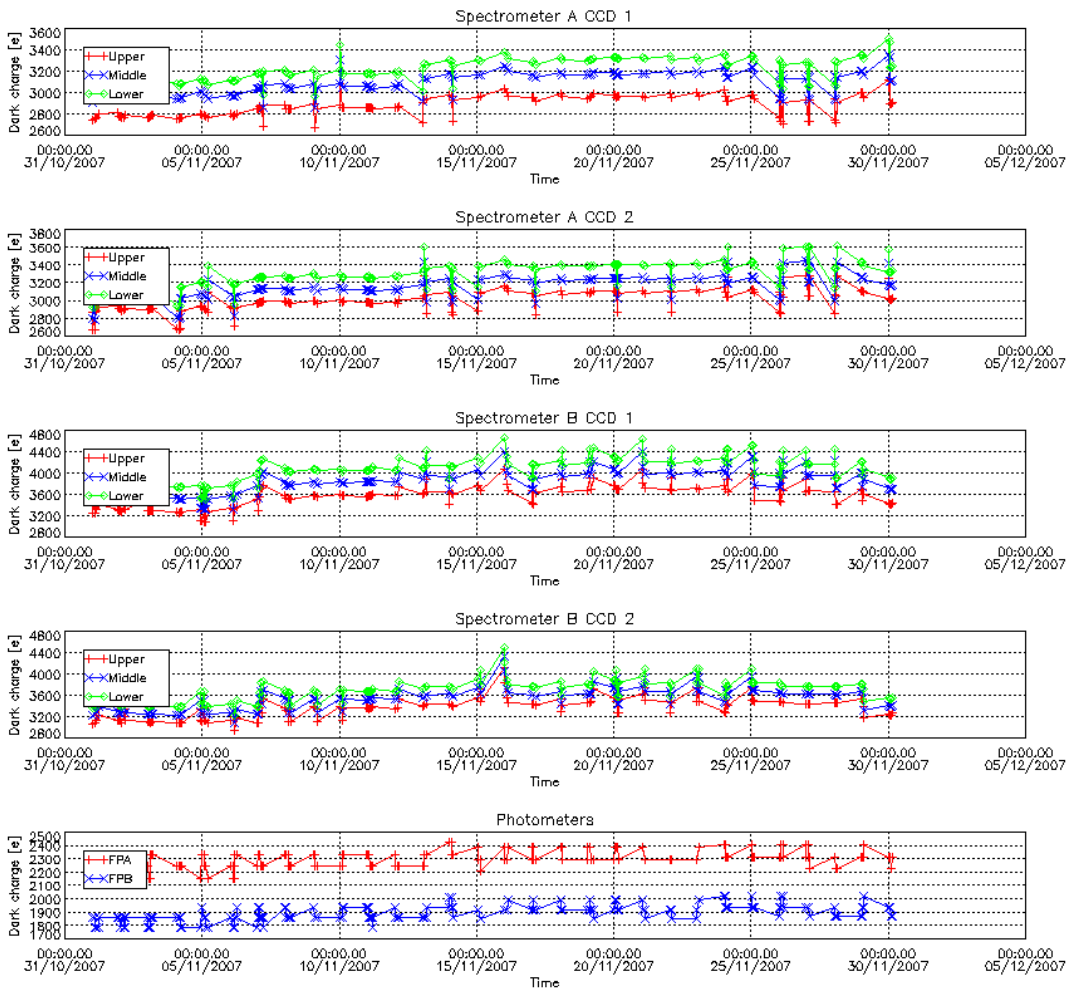 Spectrometer A CCD 1
Dark charge [e]
3600
3400
3200
3000
2800
2600
Upper
Middle
Lower
00:00.00 00:00.00 00:00.00 00:00.00 00:00.00 00:00.00 00:00.00 00:00.00
31/10/2007 05/11/2007 10/11/2007 15/11/2007 20/11/2007 25/11/2007 30/11/2007 05/12/2007
Time
Spectrometer A CCD 2
Dark charge [e]
3800
3600
3400
3200
3000
2800
2600
Upper
Middle
Lower
00:00.00 00:00.00 00:00.00 00:00.00 00:00.00 00:00.00 00:00.00 00:00.00
31/10/2007 05/11/2007 10/11/2007 15/11/2007 20/11/2007 25/11/2007 30/11/2007 05/12/2007
Time
Spectrometer B CCD 1
Dark charge [e]
4800
4400
4000
3600
3200
2800
Upper
Middle
Lower
00:00.00 00:00.00 00:00.00 00:00.00 00:00.00 00:00.00 00:00.00 00:00.00
31/10/2007 05/11/2007 10/11/2007 15/11/2007 20/11/2007 25/11/2007 30/11/2007 05/12/2007
Time
Spectrometer B CCD 2
Dark charge [e]
4800
4400
4000
3600
3200
2800
Upper
Middle
Lower
00:00.00 00:00.00 00:00.00 00:00.00 00:00.00 00:00.00 00:00.00 00:00.00
31/10/2007 05/11/2007 10/11/2007 15/11/2007 20/11/2007 25/11/2007 30/11/2007 05/12/2007
Time
Photometers
Dark charge [e]
2500
2400
2300
2200
2100
2000
1900
1800
1700
FPA
FPB
00:00.00 00:00.00 00:00.00 00:00.00 00:00.00 00:00.00 00:00.00 00:00.00
31/10/2007 05/11/2007 10/11/2007 15/11/2007 20/11/2007 25/11/2007 30/11/2007 05/12/2007
Time